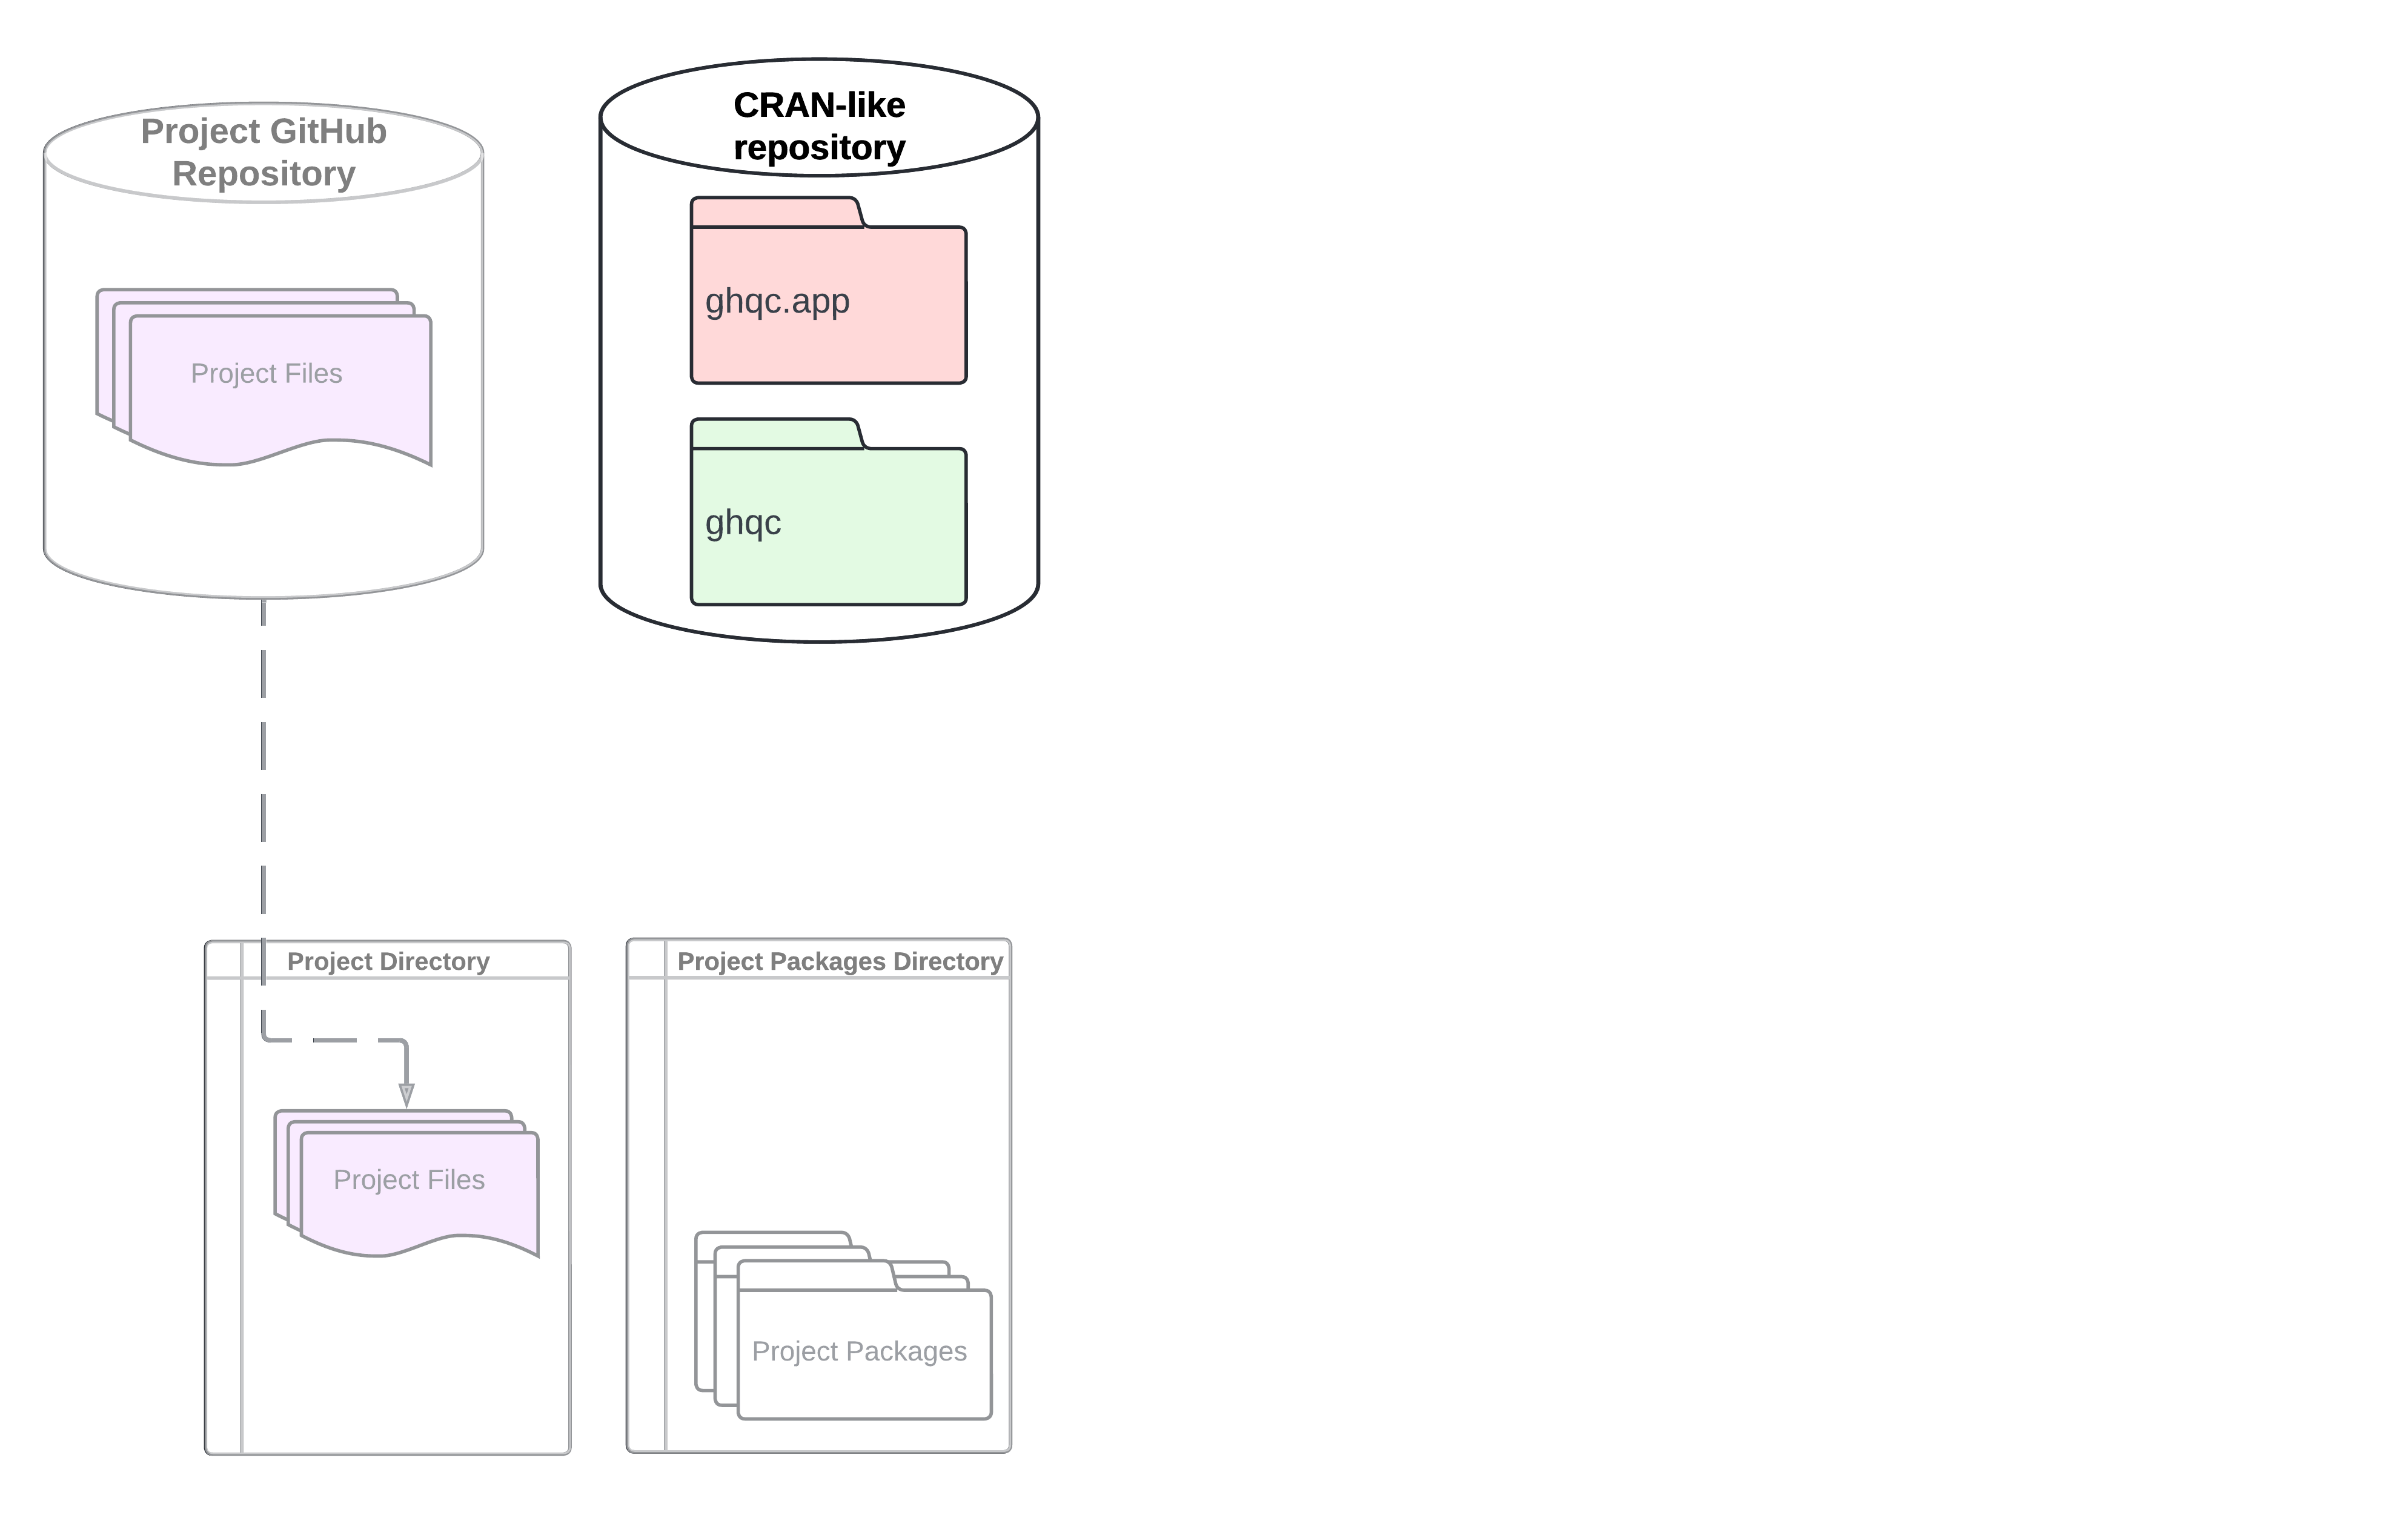 Project GitHub
Repository
Project Files
CRAN-like
repository
ghqc.app
ghqc
Project Directory
Project Files
Project Packages Directory
Project Packages